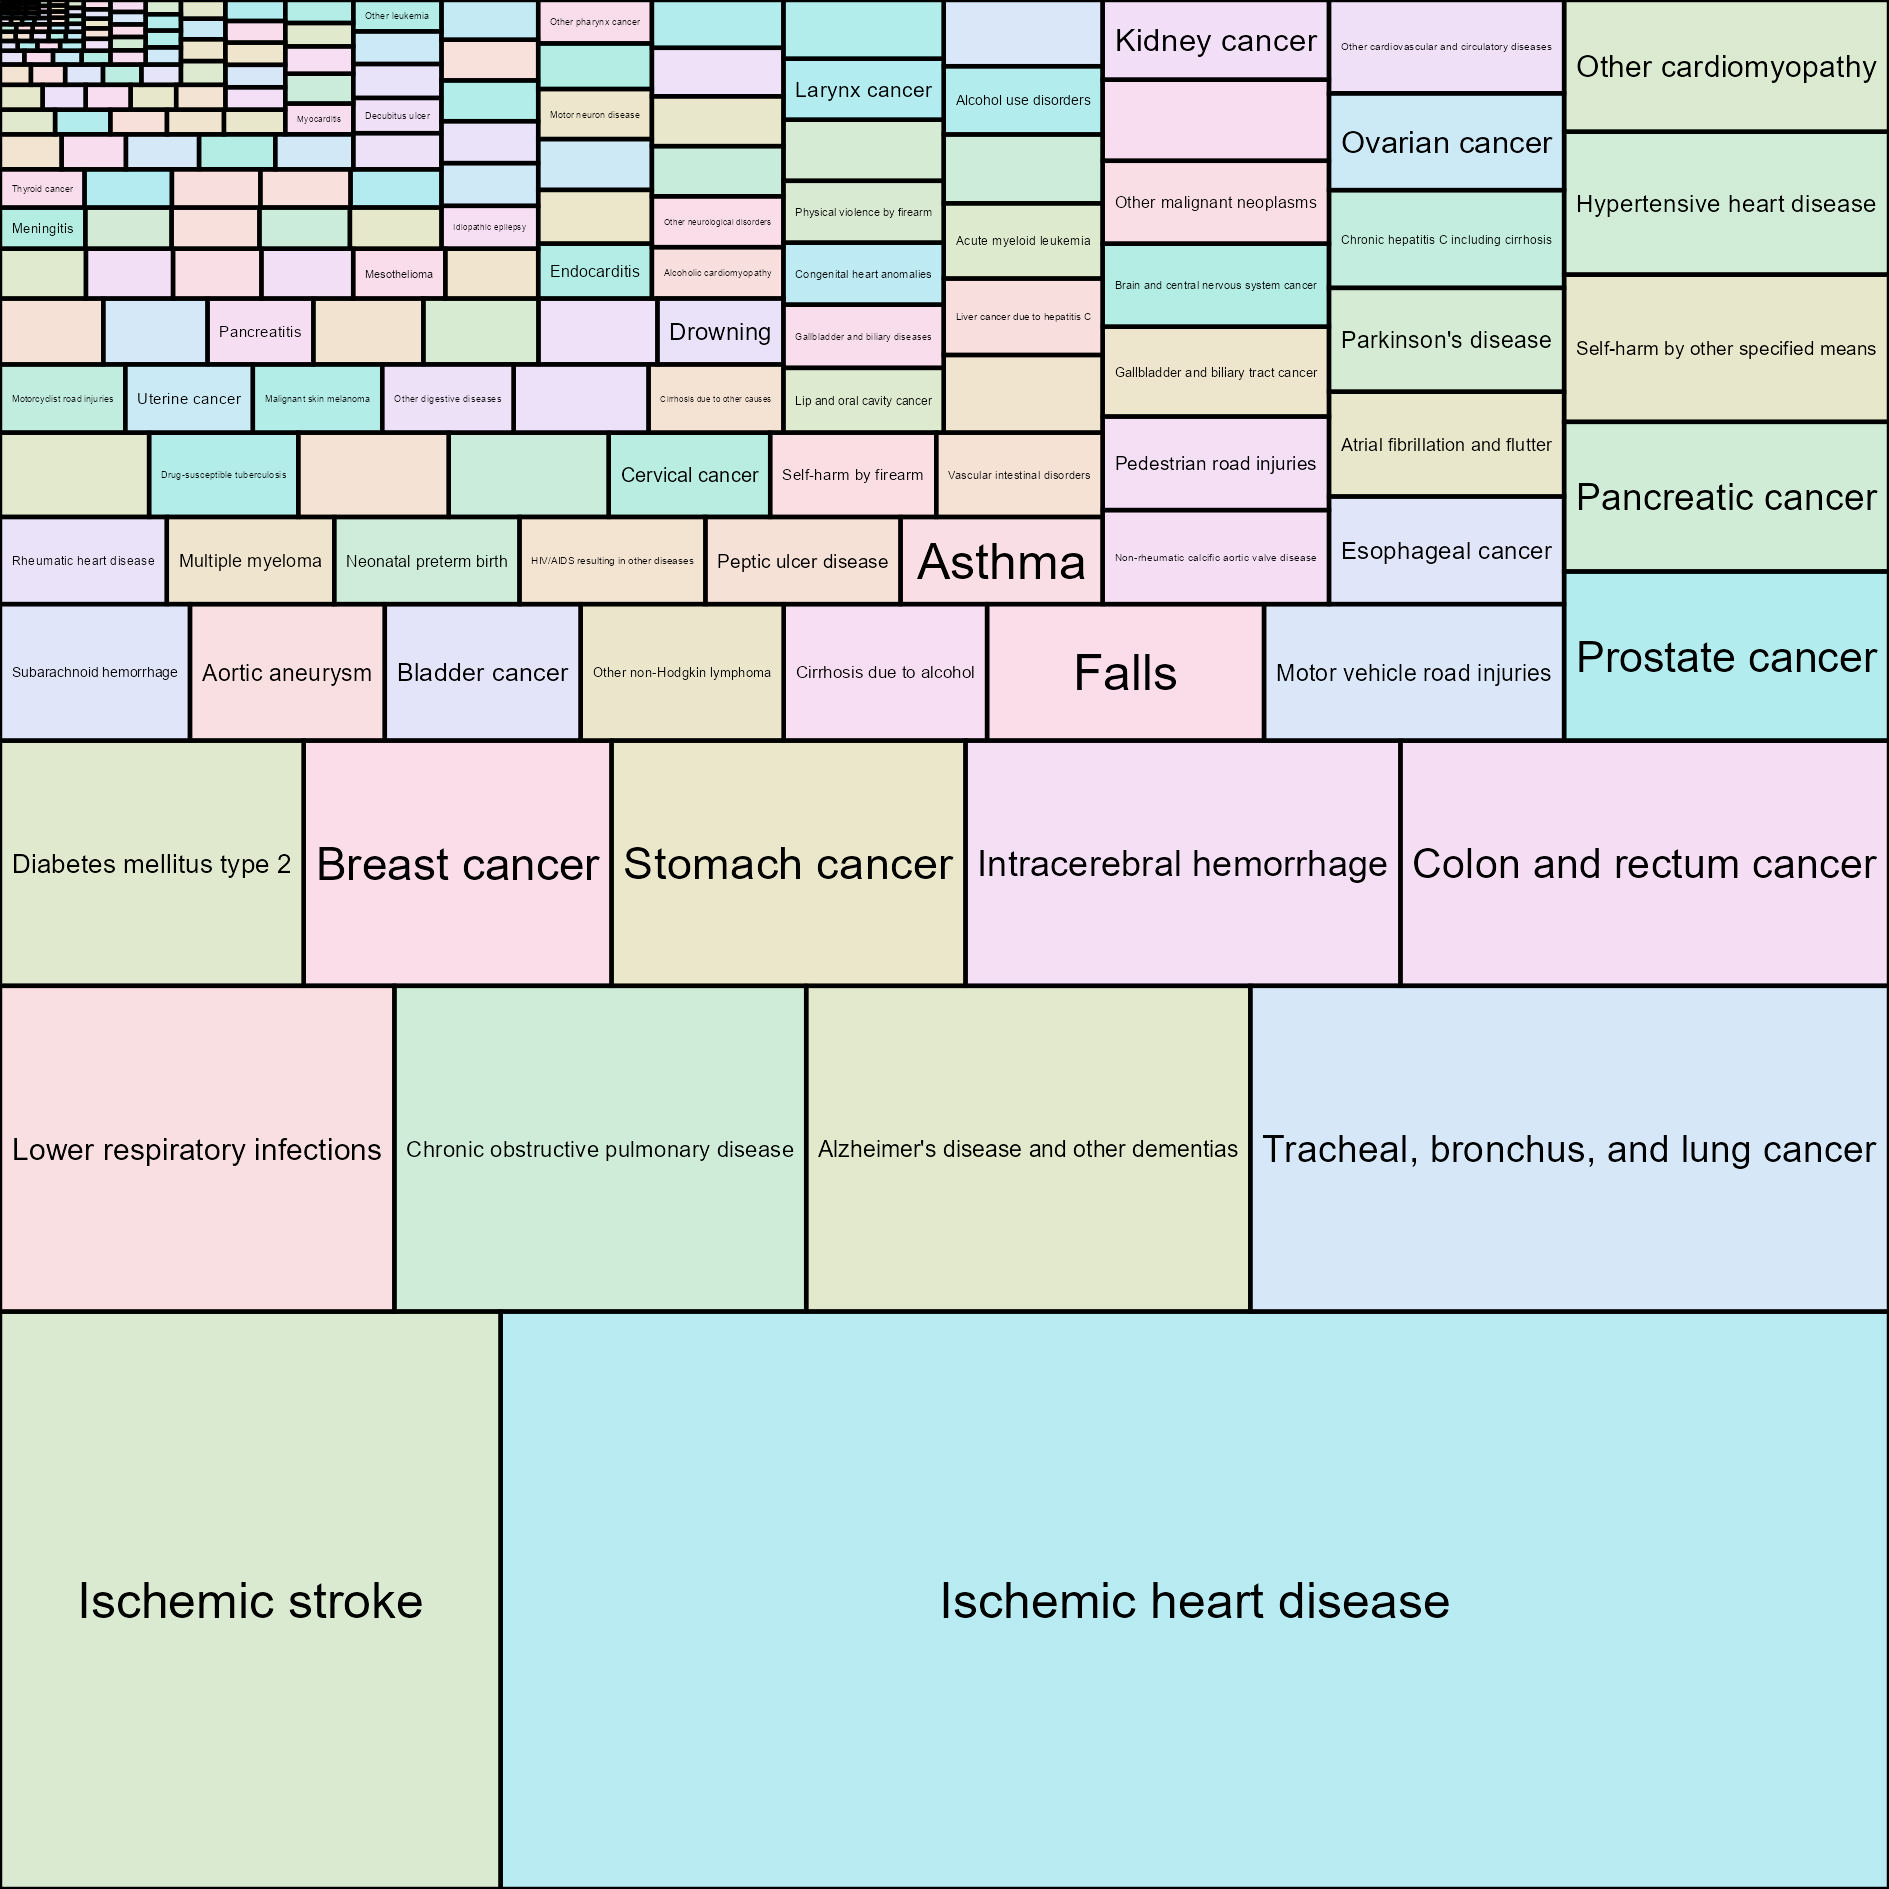 Other leukemia
Other pharynx cancer
Kidney cancer
Other cardiovascular and circulatory diseases
Other cardiomyopathy
Larynx cancer
Alcohol use disorders
Myocarditis
Decubitus ulcer
Motor neuron disease
Ovarian cancer
Thyroid cancer
Other malignant neoplasms
Hypertensive heart disease
Meningitis
Idiopathic epilepsy
Other neurological disorders
Physical violence by firearm
Acute myeloid leukemia
Chronic hepatitis C including cirrhosis
Mesothelioma
Endocarditis
Alcoholic cardiomyopathy
Congenital heart anomalies
Brain and central nervous system cancer
Pancreatitis
Drowning
Gallbladder and biliary diseases
Liver cancer due to hepatitis C
Parkinson's disease
Self-harm by other specified means
Motorcyclist road injuries
Uterine cancer
Malignant skin melanoma
Other digestive diseases
Cirrhosis due to other causes
Lip and oral cavity cancer
Gallbladder and biliary tract cancer
Drug-susceptible tuberculosis
Cervical cancer
Self-harm by firearm
Vascular intestinal disorders
Pedestrian road injuries
Atrial fibrillation and flutter
Pancreatic cancer
Rheumatic heart disease
Multiple myeloma
Neonatal preterm birth
HIV/AIDS resulting in other diseases
Peptic ulcer disease
Asthma
Non-rheumatic calcific aortic valve disease
Esophageal cancer
Subarachnoid hemorrhage
Aortic aneurysm
Bladder cancer
Other non-Hodgkin lymphoma
Cirrhosis due to alcohol
Falls
Motor vehicle road injuries
Prostate cancer
Diabetes mellitus type 2
Breast cancer
Stomach cancer
Intracerebral hemorrhage
Colon and rectum cancer
Lower respiratory infections
Chronic obstructive pulmonary disease
Alzheimer's disease and other dementias
Tracheal, bronchus, and lung cancer
Ischemic stroke
Ischemic heart disease